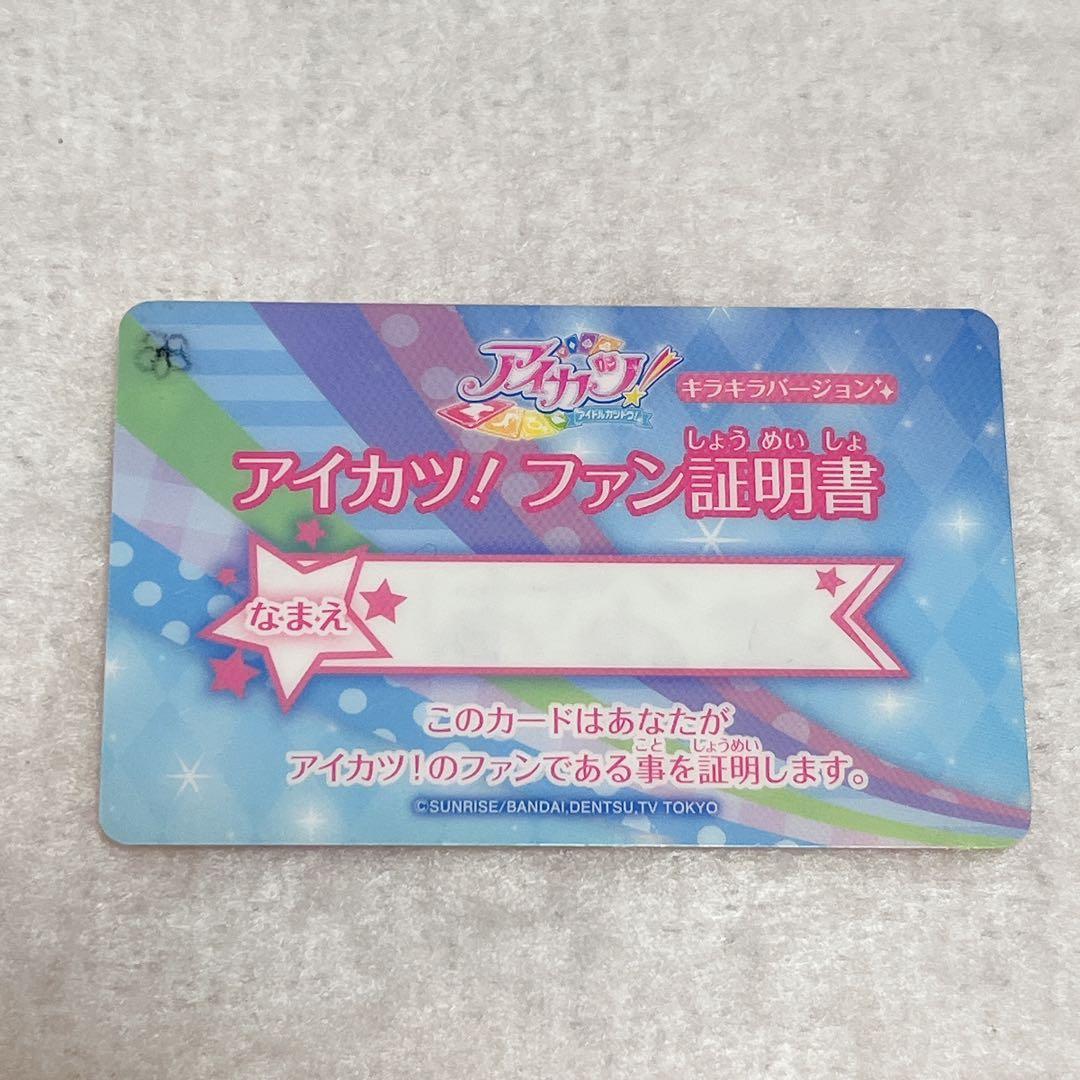 アイカツ!
アイドルカツドウ!
キラキラバージョン
しょう めい しょ
アイカツ! ファン証明書
なまえ
このカードはあなたが
こと しょうめい
アイカツ!のファンである事を証明します。
©SUNRISE/BANDAI,DENTSU,TV TOKYO